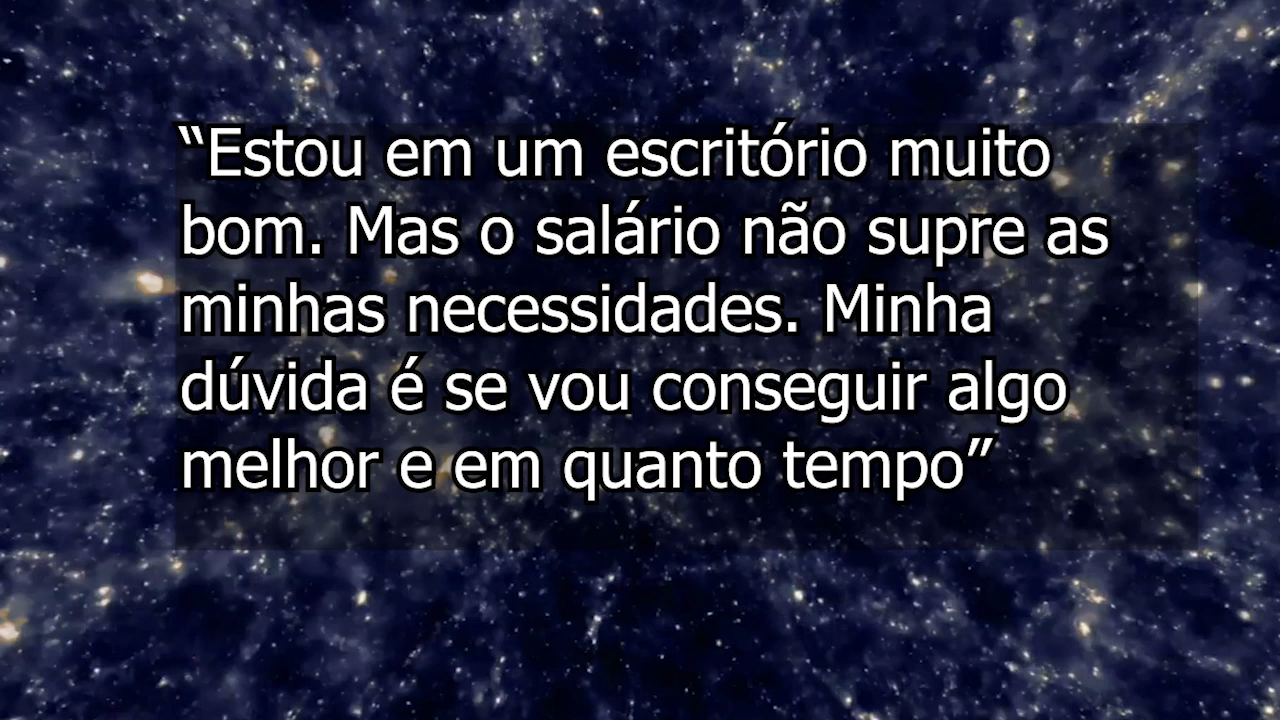 “Estou em um escritório muito
bom. Mas o salário não supre as
minhas necessidades. Minha
dúvida é se vou conseguir algo
melhor e em quanto tempo”